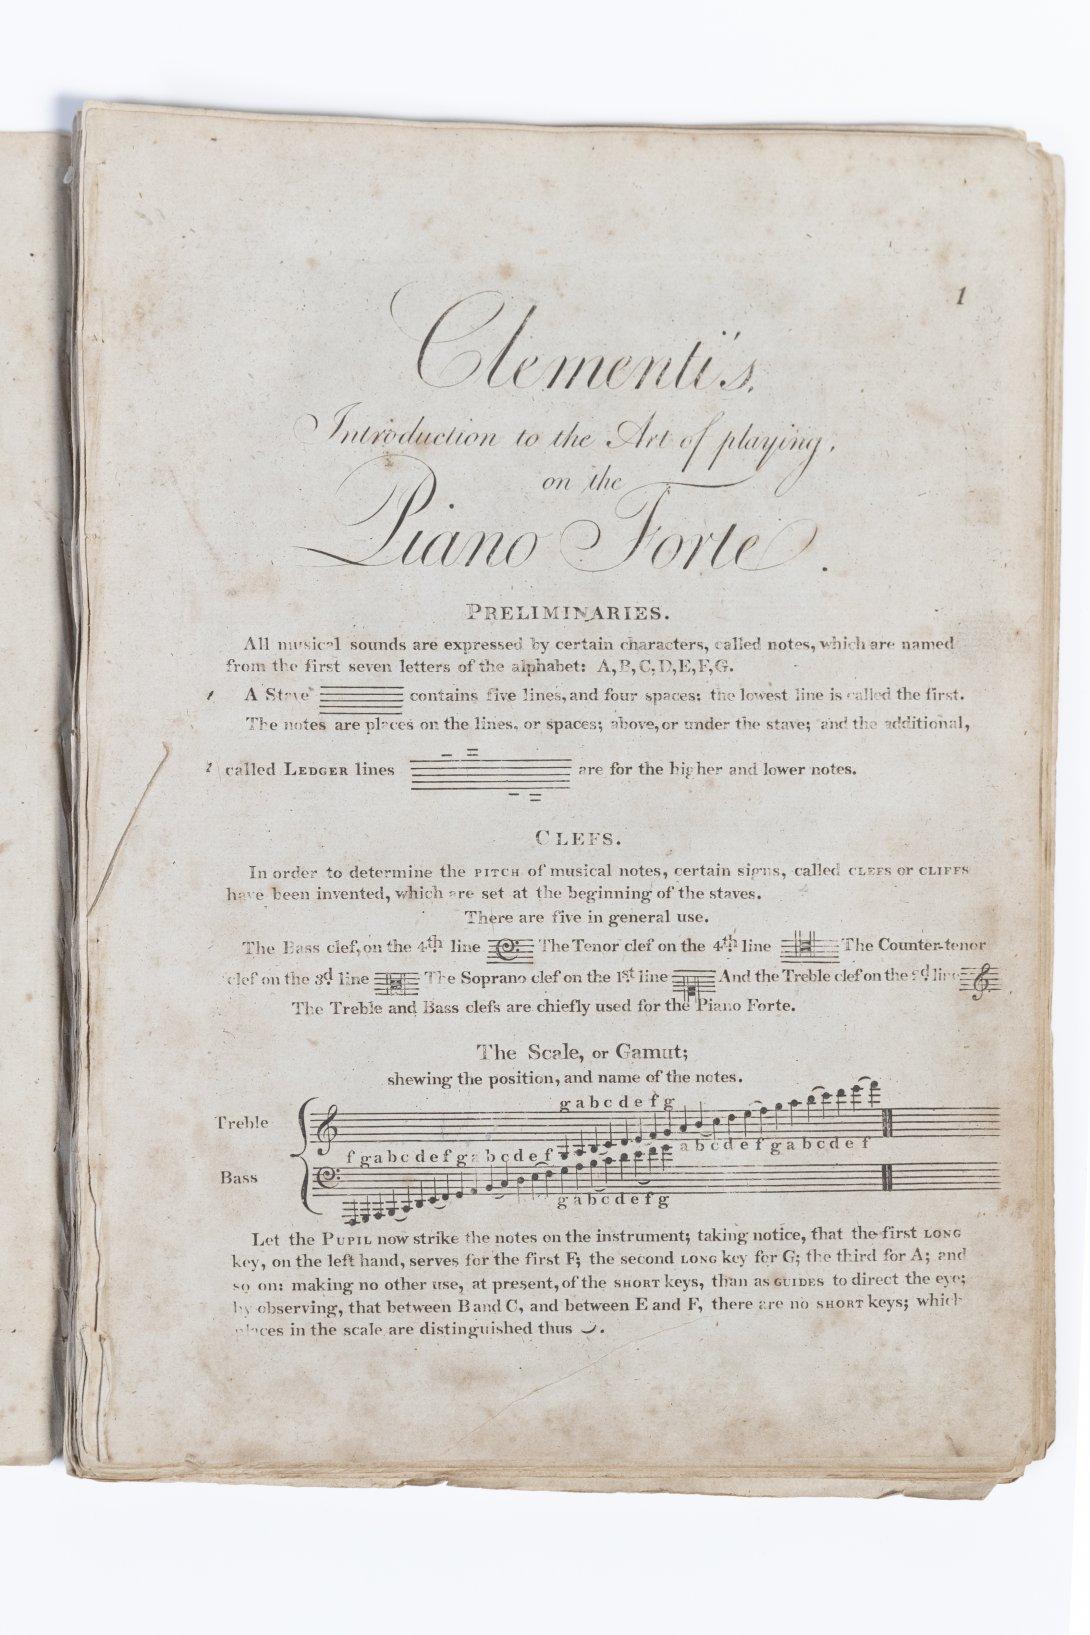 1
Clementi's
Introduction to the Art of playing,
on the
Piano Forte.
PRELIMINARIES.
All musical sounds are expressed by certain characters, called notes, which are named
from the first seven letters of the alphabet: A, B, C, D, E, F, G.
A Stave contains five lines, and four spaces: the lowest line is called the first.
The notes are places on the lines, or spaces; above, or under the stave; and the additional,
called LEDGER lines are for the higher and lower notes.
CLEFS.
In order to determine the PITCH of musical notes, certain signs, called CLEFS or CLIFFS
have been invented, which are set at the beginning of the staves.
There are five in general use.
The Bass clef, on the 4th line The Tenor clef on the 4th line The Counter-tenor
clef on the 3d line The Soprano clef on the 1st line And the Treble clef on the 2d line
The Treble and Bass clefs are chiefly used for the Piano Forte.
The Scale, or Gamut;
shewing the position, and name of the notes.
g a b c d e f g
Treble
f g a b c d e f g a b c d e f a b c d e f g a b c d e f
Bass
g a b c d e f g
Let the PUPIL now strike the notes on the instrument; taking notice, that the first LONG
key, on the left hand, serves for the first F; the second LONG key for G; the third for A; and
so on: making no other use, at present, of the SHORT keys, than as GUIDES to direct the eye;
by observing, that between B and C, and between E and F, there are no SHORT keys; which
places in the scale are distinguished thus .